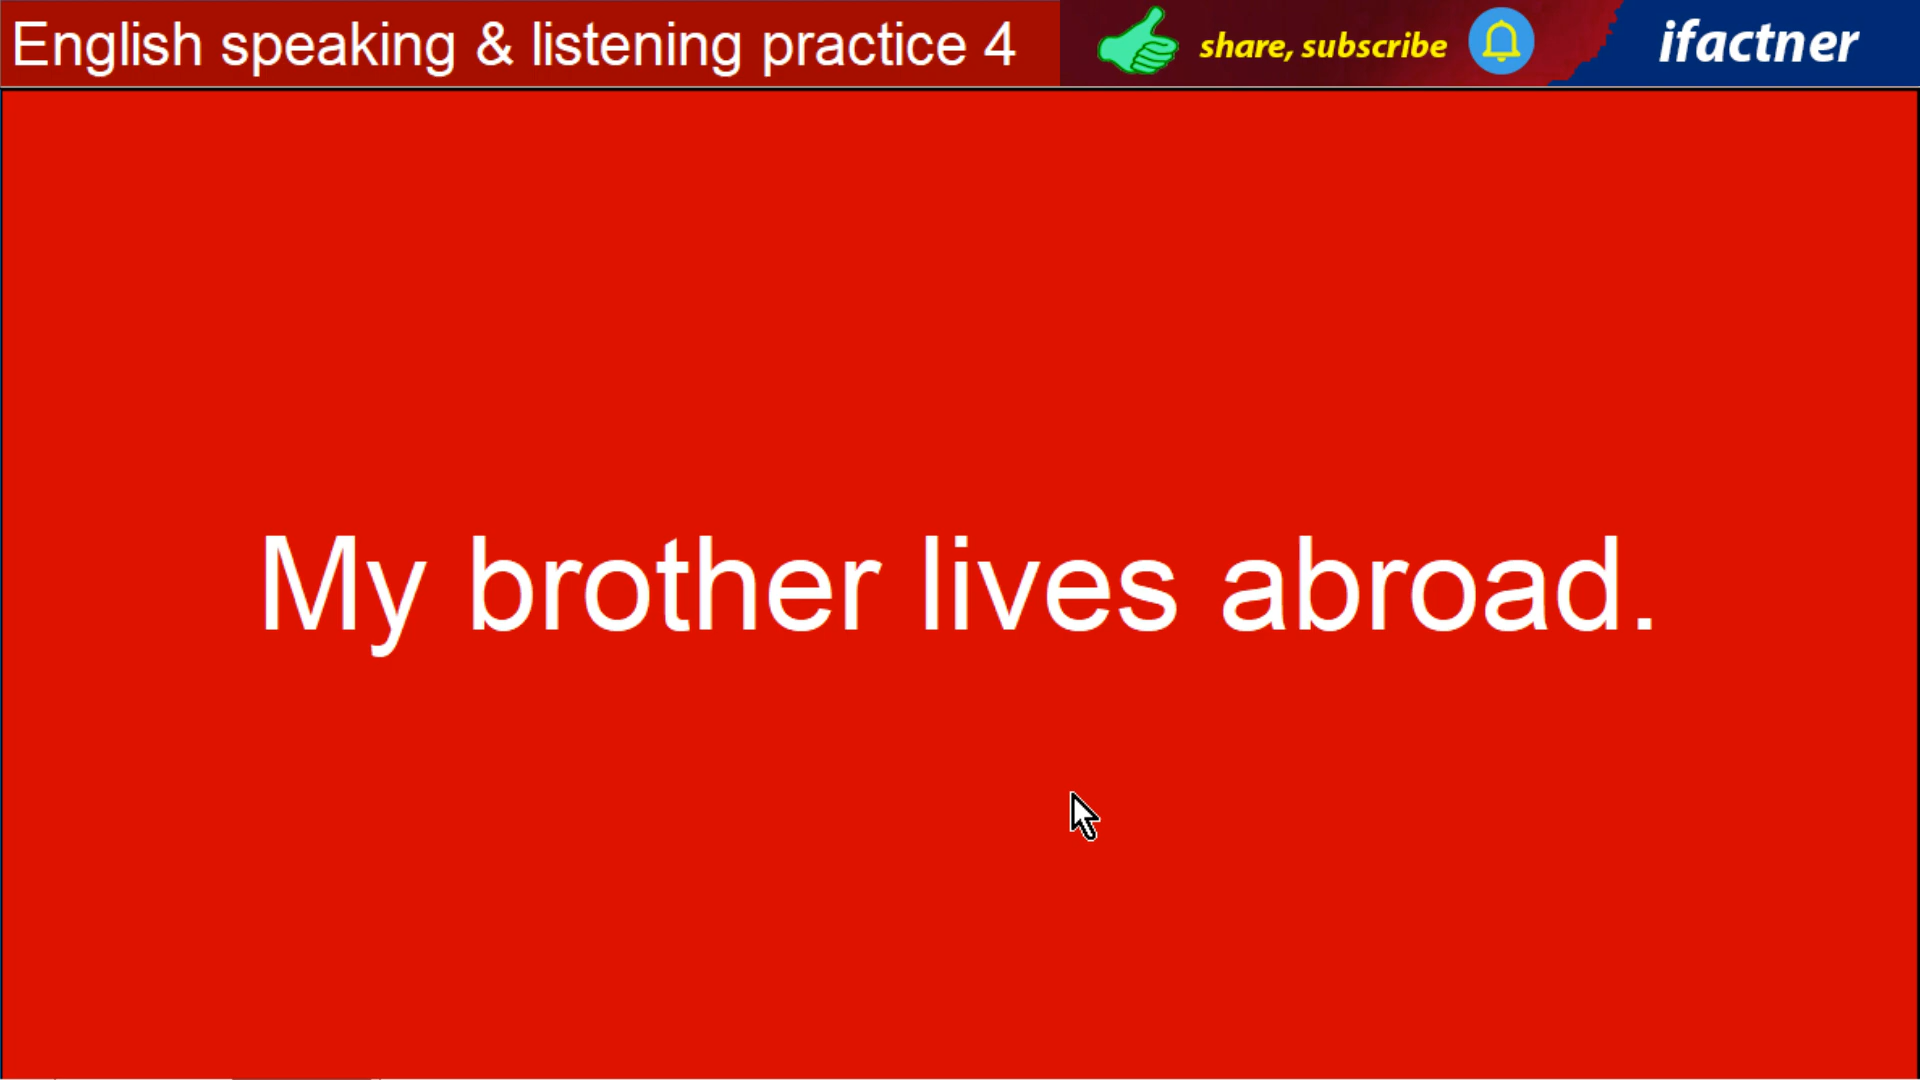 English speaking & listening practice 4
share, subscribe
ifactner
My brother lives abroad.